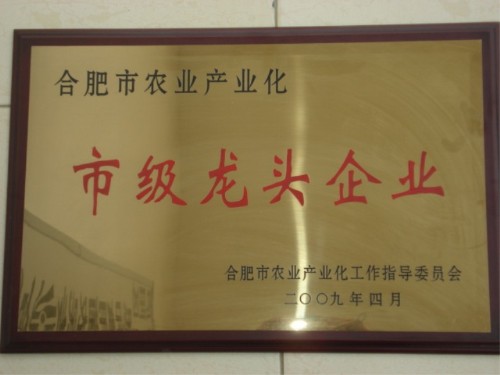 合肥市农业产业化
市级龙头企业
合肥市农业产业化工作指导委员会
二〇〇九年四月